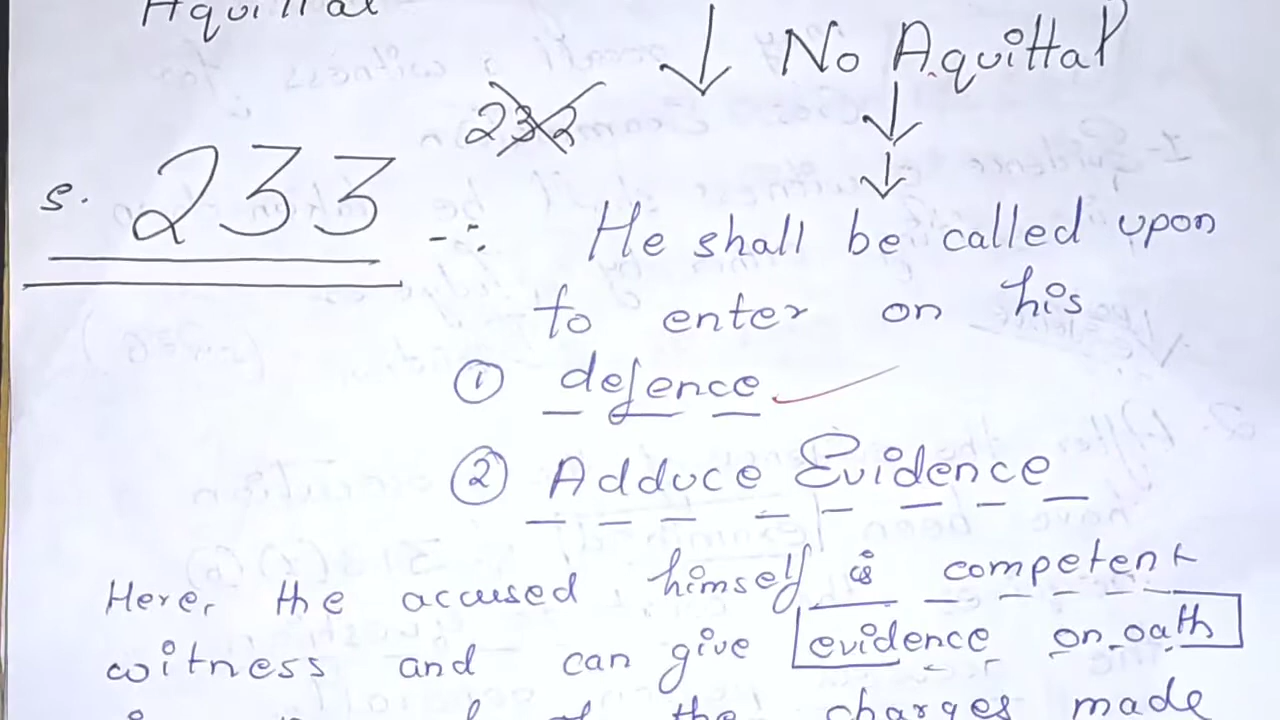 Aquittal
No Aquittal
232
s. 233 -: He shall be called upon
to enter on his
① defence
② Adduce Evidence
Here, the accused himself is competent
witness and can give evidence on oath
the charges made